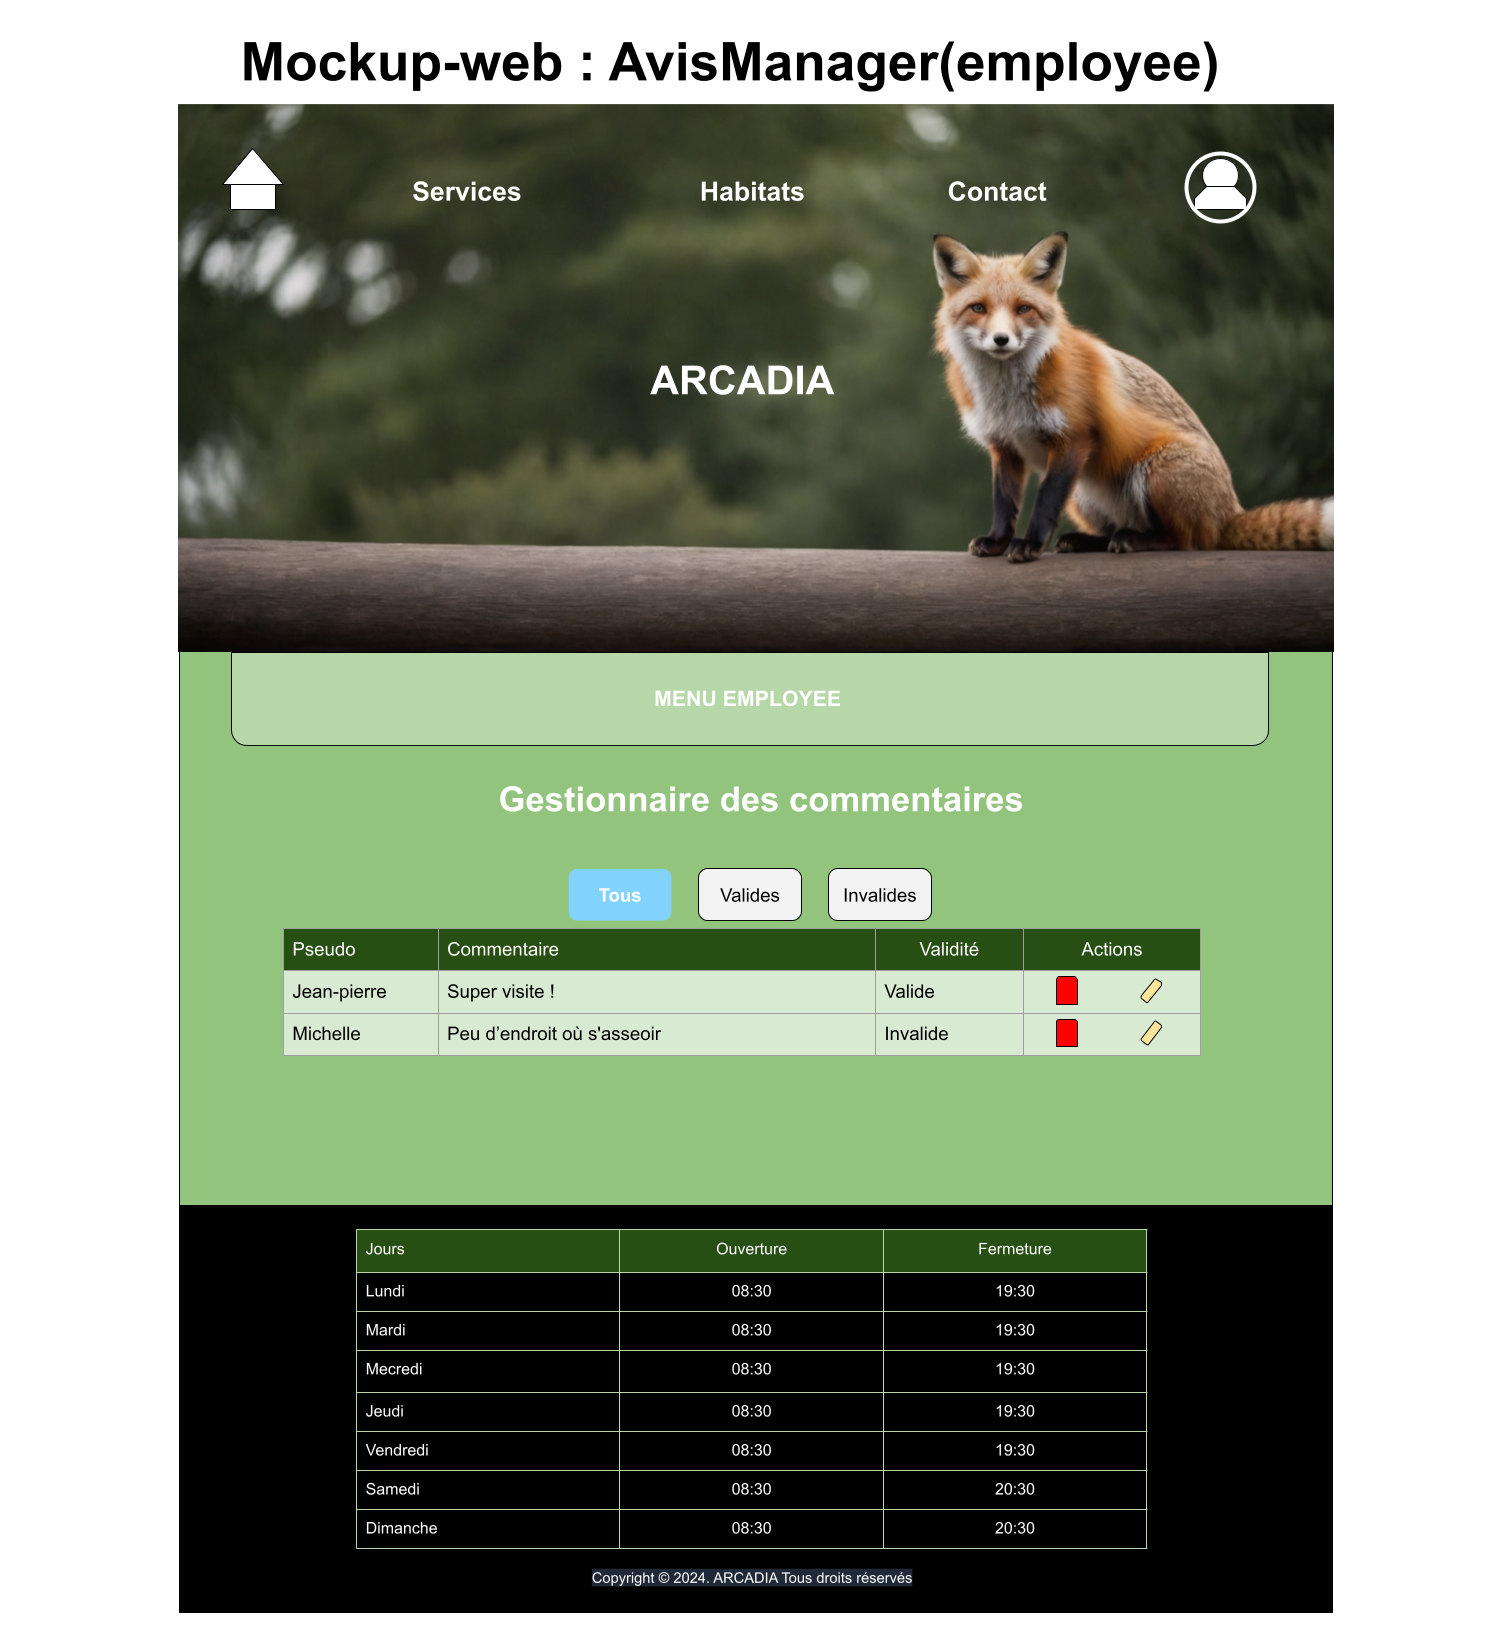 Mockup-web : AvisManager(employee)
Services Habitats Contact
ARCADIA
MENU EMPLOYEE
Gestionnaire des commentaires
Tous Valides Invalides
Pseudo Commentaire Validité Actions
Jean-pierre Super visite ! Valide
Michelle Peu d’endroit où s'asseoir Invalide
Jours Ouverture Fermeture
Lundi 08:30 19:30
Mardi 08:30 19:30
Mecredi 08:30 19:30
Jeudi 08:30 19:30
Vendredi 08:30 19:30
Samedi 08:30 20:30
Dimanche 08:30 20:30
Copyright © 2024. ARCADIA Tous droits réservés